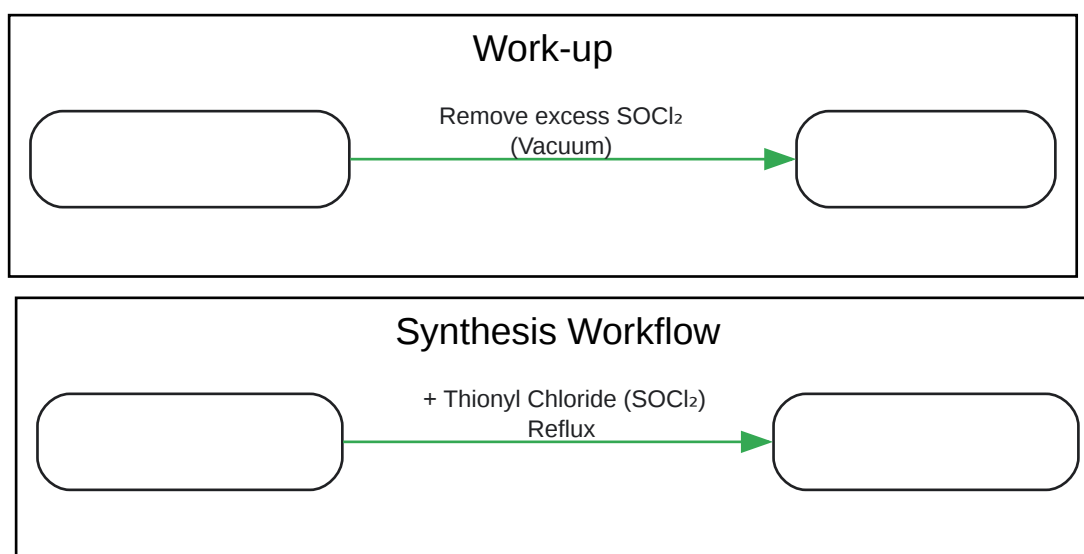 Work-up
Remove excess SOCl₂
(Vacuum)
Synthesis Workflow
+ Thionyl Chloride (SOCl₂)
Reflux